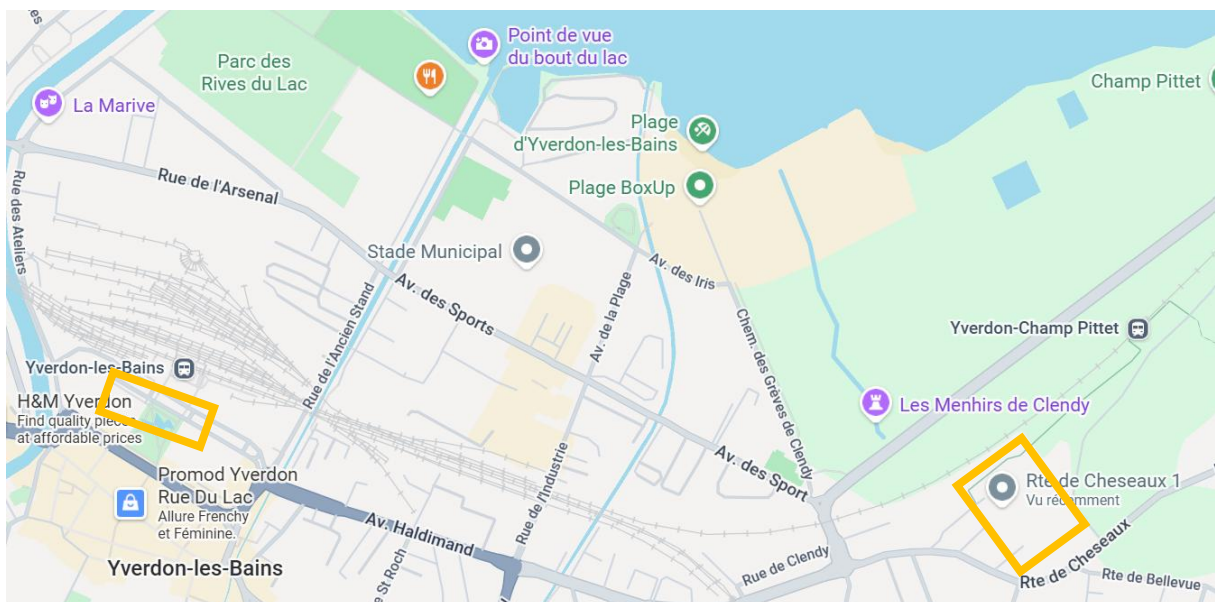 Point de vue
du bout du lac
Parc des
Rives du Lac
Champ Pittet
La Marive
Plage
d'Yverdon-les-Bains
Rue de l'Arsenal
Plage BoxUp
Rue des Ateliers
Stade Municipal
Av. des Iris
Av. des Sports
Rue de l'Ancien Stand
Av. de la Plage
Chem. des Grèves de Clendy
Yverdon-Champ Pittet
Yverdon-les-Bains
H&M Yverdon
Find quality pieces
at affordable prices
Les Menhirs de Clendy
Promod Yverdon
Rue Du Lac
Allure Frenchy
et Féminine.
Av. des Sport
Rte de Cheseaux 1
Vu récemment
Rue de l'Industrie
Av. Haldimand
Rue de Clendy
Yverdon-les-Bains
e St Roch
Rte de Cheseaux
Rte de Bellevue